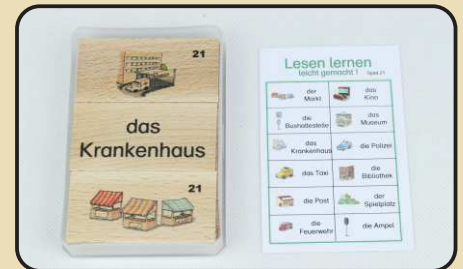 21
das
Krankenhaus
21
Lesen lernen
leicht gemacht ! Spiel 21
der
Markt
das
Kino
die
Bushaltestelle
das
Museum
das
Krankenhaus
die Polizei
das Taxi
die
Bibliothek
die Post
der
Spielplatz
die
Feuerwehr
die Ampel